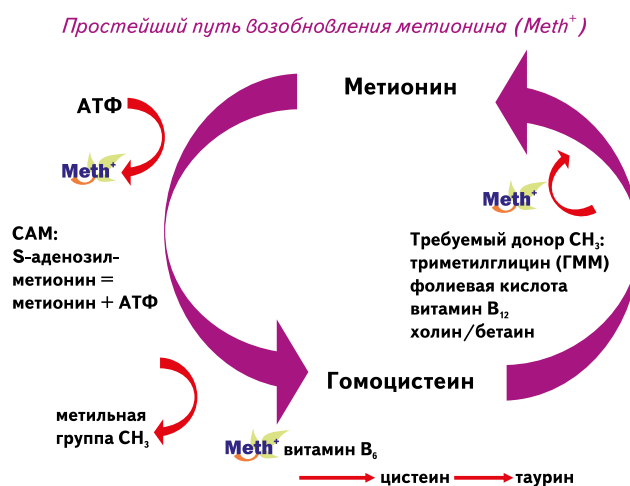 Простейший путь возобновления метионина (Meth+)
Метионин
АТФ
Meth+
Meth+
САМ:
S-аденозил-
метионин =
метионин + АТФ
Требуемый донор CH3:
триметилглицин (ГММ)
фолиевая кислота
витамин B12
холин/бетаин
Гомоцистеин
метильная
группа CH3
Meth+ витамин B6
цистеин таурин